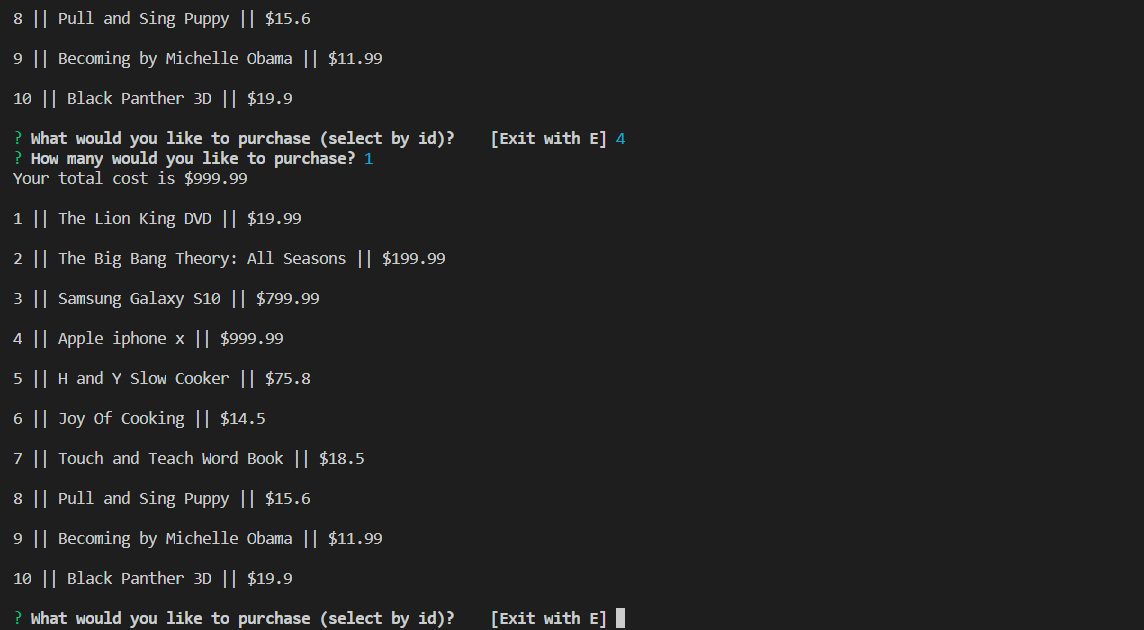 8 || Pull and Sing Puppy || $15.6
9 || Becoming by Michelle Obama || $11.99
10 || Black Panther 3D || $19.9
? What would you like to purchase (select by id)?    [Exit with E] 4
? How many would you like to purchase? 1
Your total cost is $999.99
1 || The Lion King DVD || $19.99
2 || The Big Bang Theory: All Seasons || $199.99
3 || Samsung Galaxy S10 || $799.99
4 || Apple iphone x || $999.99
5 || H and Y Slow Cooker || $75.8
6 || Joy Of Cooking || $14.5
7 || Touch and Teach Word Book || $18.5
8 || Pull and Sing Puppy || $15.6
9 || Becoming by Michelle Obama || $11.99
10 || Black Panther 3D || $19.9
? What would you like to purchase (select by id)?    [Exit with E]